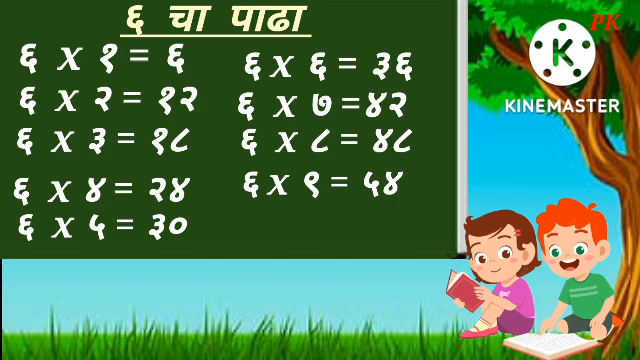 ६ चा पाढा
६ x १ = ६
६ x २ = १२
६ x ३ = १८
६ x ४ = २४
६ x ५ = ३०
६ x ६ = ३६
६ x ७ = ४२
६ x ८ = ४८
६ x ९ = ५४
PK
K
KINEMASTER